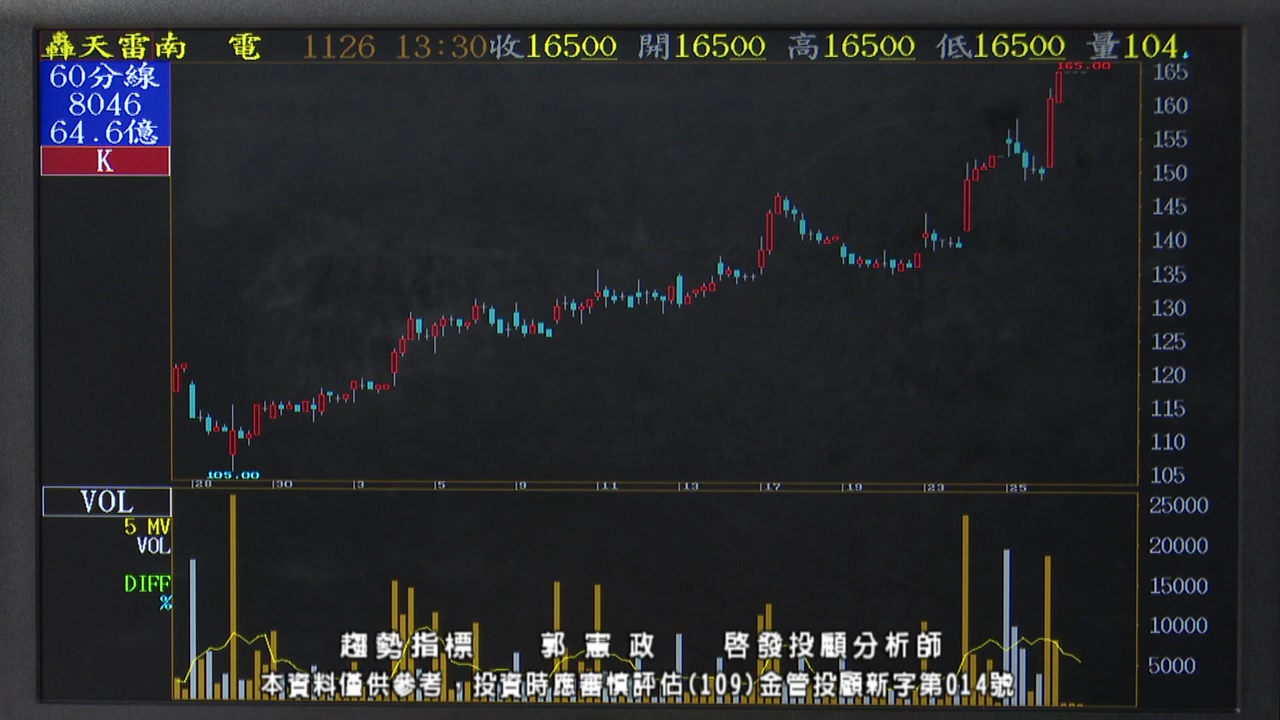 轟天雷南 電 1126 13:30收16500 開16500 高16500 低16500 量104.
60分線
8046
64.6億
K
165.00
165
160
155
150
145
140
135
130
125
120
115
110
105
105.00
28 30 3 5 9 11 13 17 19 23 25
VOL
5 MV
VOL
DIFF
%
25000
20000
15000
10000
5000
趨勢指標 郭憲政 啓發投顧分析師
本資料僅供參考，投資時應審慎評估(109)金管投顧新字第014號